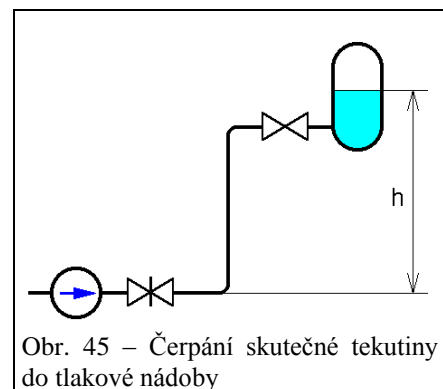 h
Obr. 45 – Čerpání skutečné tekutiny
do tlakové nádoby